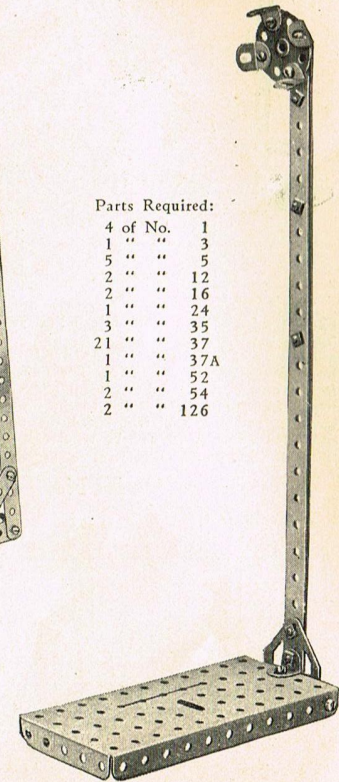 Parts Required:
4 of No. 1
1 " " 3
5 " " 5
2 " " 12
2 " " 16
1 " " 24
3 " " 35
21 " " 37
1 " " 37A
1 " " 52
2 " " 54
2 " " 126